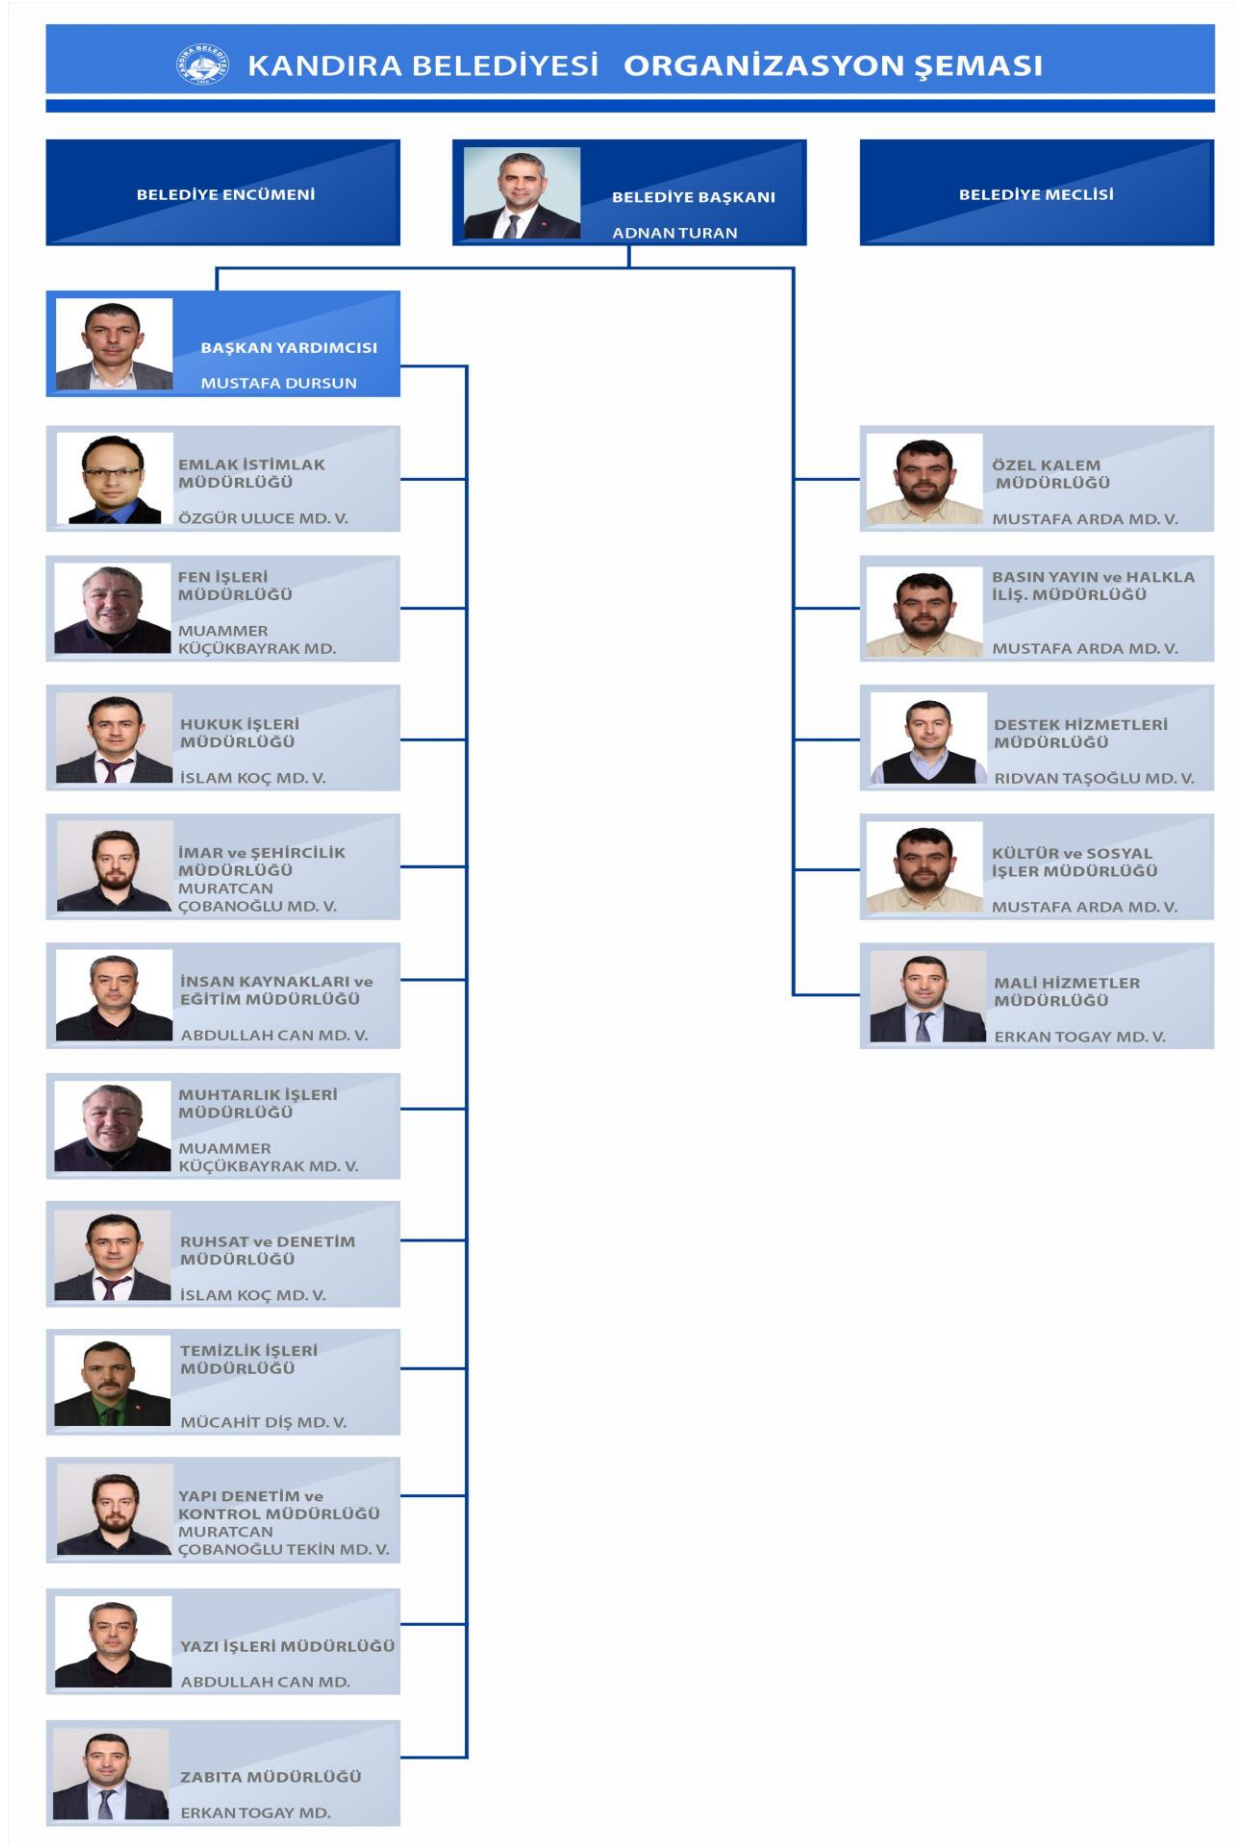 KANDIRA BELEDİYESİ ORGANİZASYON ŞEMASI
BELEDİYE ENCÜMENİ
BELEDİYE BAŞKANI
ADNAN TURAN
BELEDİYE MECLİSİ
BAŞKAN YARDIMCISI
MUSTAFA DURSUN
EMLAK İSTİMLAK
MÜDÜRLÜĞÜ
ÖZGÜR ULUCE MD. V.
FEN İŞLERİ
MÜDÜRLÜĞÜ
MUAMMER
KÜÇÜKBAYRAK MD.
HUKUK İŞLERİ
MÜDÜRLÜĞÜ
İSLAM KOÇ MD. V.
İMAR ve ŞEHİRCİLİK
MÜDÜRLÜĞÜ
MURATCAN
ÇOBANOĞLU MD. V.
İNSAN KAYNAKLARI ve
EĞİTİM MÜDÜRLÜĞÜ
ABDULLAH CAN MD. V.
MUHTARLIK İŞLERİ
MÜDÜRLÜĞÜ
MUAMMER
KÜÇÜKBAYRAK MD. V.
RUHSAT ve DENETİM
MÜDÜRLÜĞÜ
İSLAM KOÇ MD. V.
TEMİZLİK İŞLERİ
MÜDÜRLÜĞÜ
MÜCAHİT DİŞ MD. V.
YAPI DENETİM ve
KONTROL MÜDÜRLÜĞÜ
MURATCAN
ÇOBANOĞLU TEKİN MD. V.
YAZI İŞLERİ MÜDÜRLÜĞÜ
ABDULLAH CAN MD.
ZABITA MÜDÜRLÜĞÜ
ERKAN TOGAY MD.
ÖZEL KALEM
MÜDÜRLÜĞÜ
MUSTAFA ARDA MD. V.
BASIN YAYIN ve HALKLA
İLİŞ. MÜDÜRLÜĞÜ
MUSTAFA ARDA MD. V.
DESTEK HİZMETLERİ
MÜDÜRLÜĞÜ
RIDVAN TAŞOĞLU MD. V.
KÜLTÜR ve SOSYAL
İŞLER MÜDÜRLÜĞÜ
MUSTAFA ARDA MD. V.
MALİ HİZMETLER
MÜDÜRLÜĞÜ
ERKAN TOGAY MD. V.